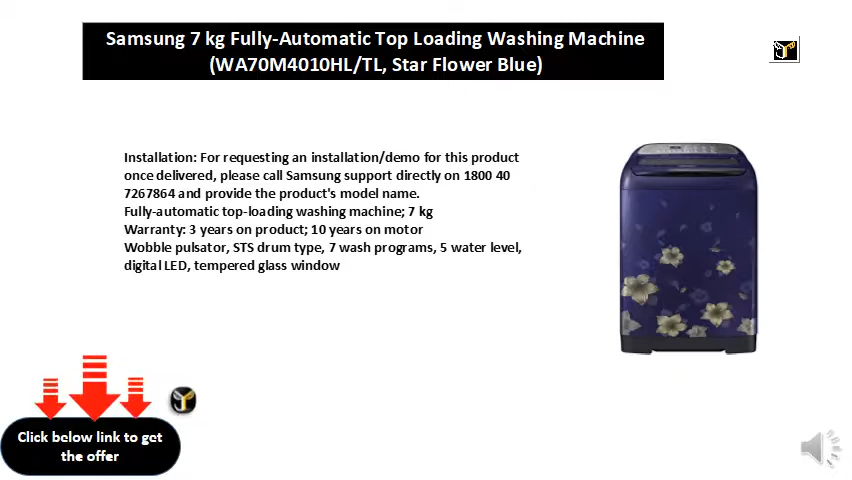 Samsung 7 kg Fully-Automatic Top Loading Washing Machine
(WA70M4010HL/TL, Star Flower Blue)
Installation: For requesting an installation/demo for this product
once delivered, please call Samsung support directly on 1800 40
7267864 and provide the product's model name.
Fully-automatic top-loading washing machine; 7 kg
Warranty: 3 years on product; 10 years on motor
Wobble pulsator, STS drum type, 7 wash programs, 5 water level,
digital LED, tempered glass window
Click below link to get
the offer